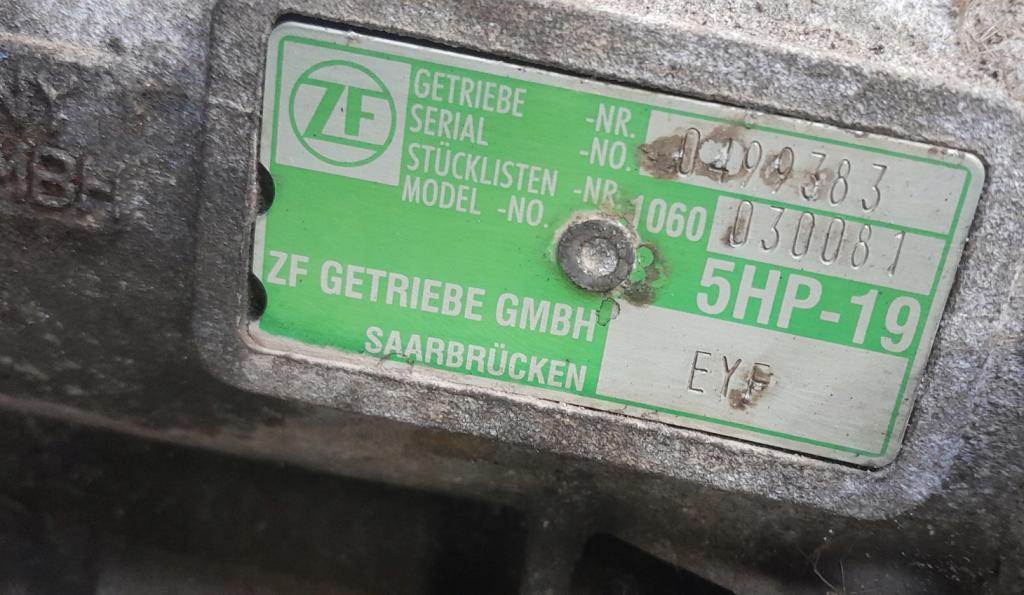 ZF
GETRIEBE -NR.
SERIAL -NO. 0499383
STÜCKLISTEN -NR.
MODEL -NO. 1060 030081
5HP-19
ZF GETRIEBE GMBH
SAARBRÜCKEN
EYF